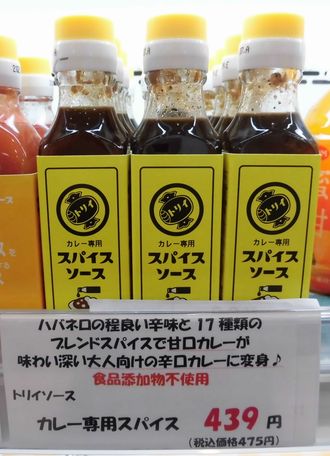 トリイ
カレー専用
スパイス
ソース
トリイ
カレー専用
スパイス
ソース
トリイ
カレー専用
スパイス
ソース
ース
ハバネロの程良い辛味と17種類の
ブレンドスパイスで甘口カレーが
味わい深い大人向けの辛口カレーに変身♪
食品添加物不使用
トリイソース
カレー専用スパイス 439円
(税込価格475円)